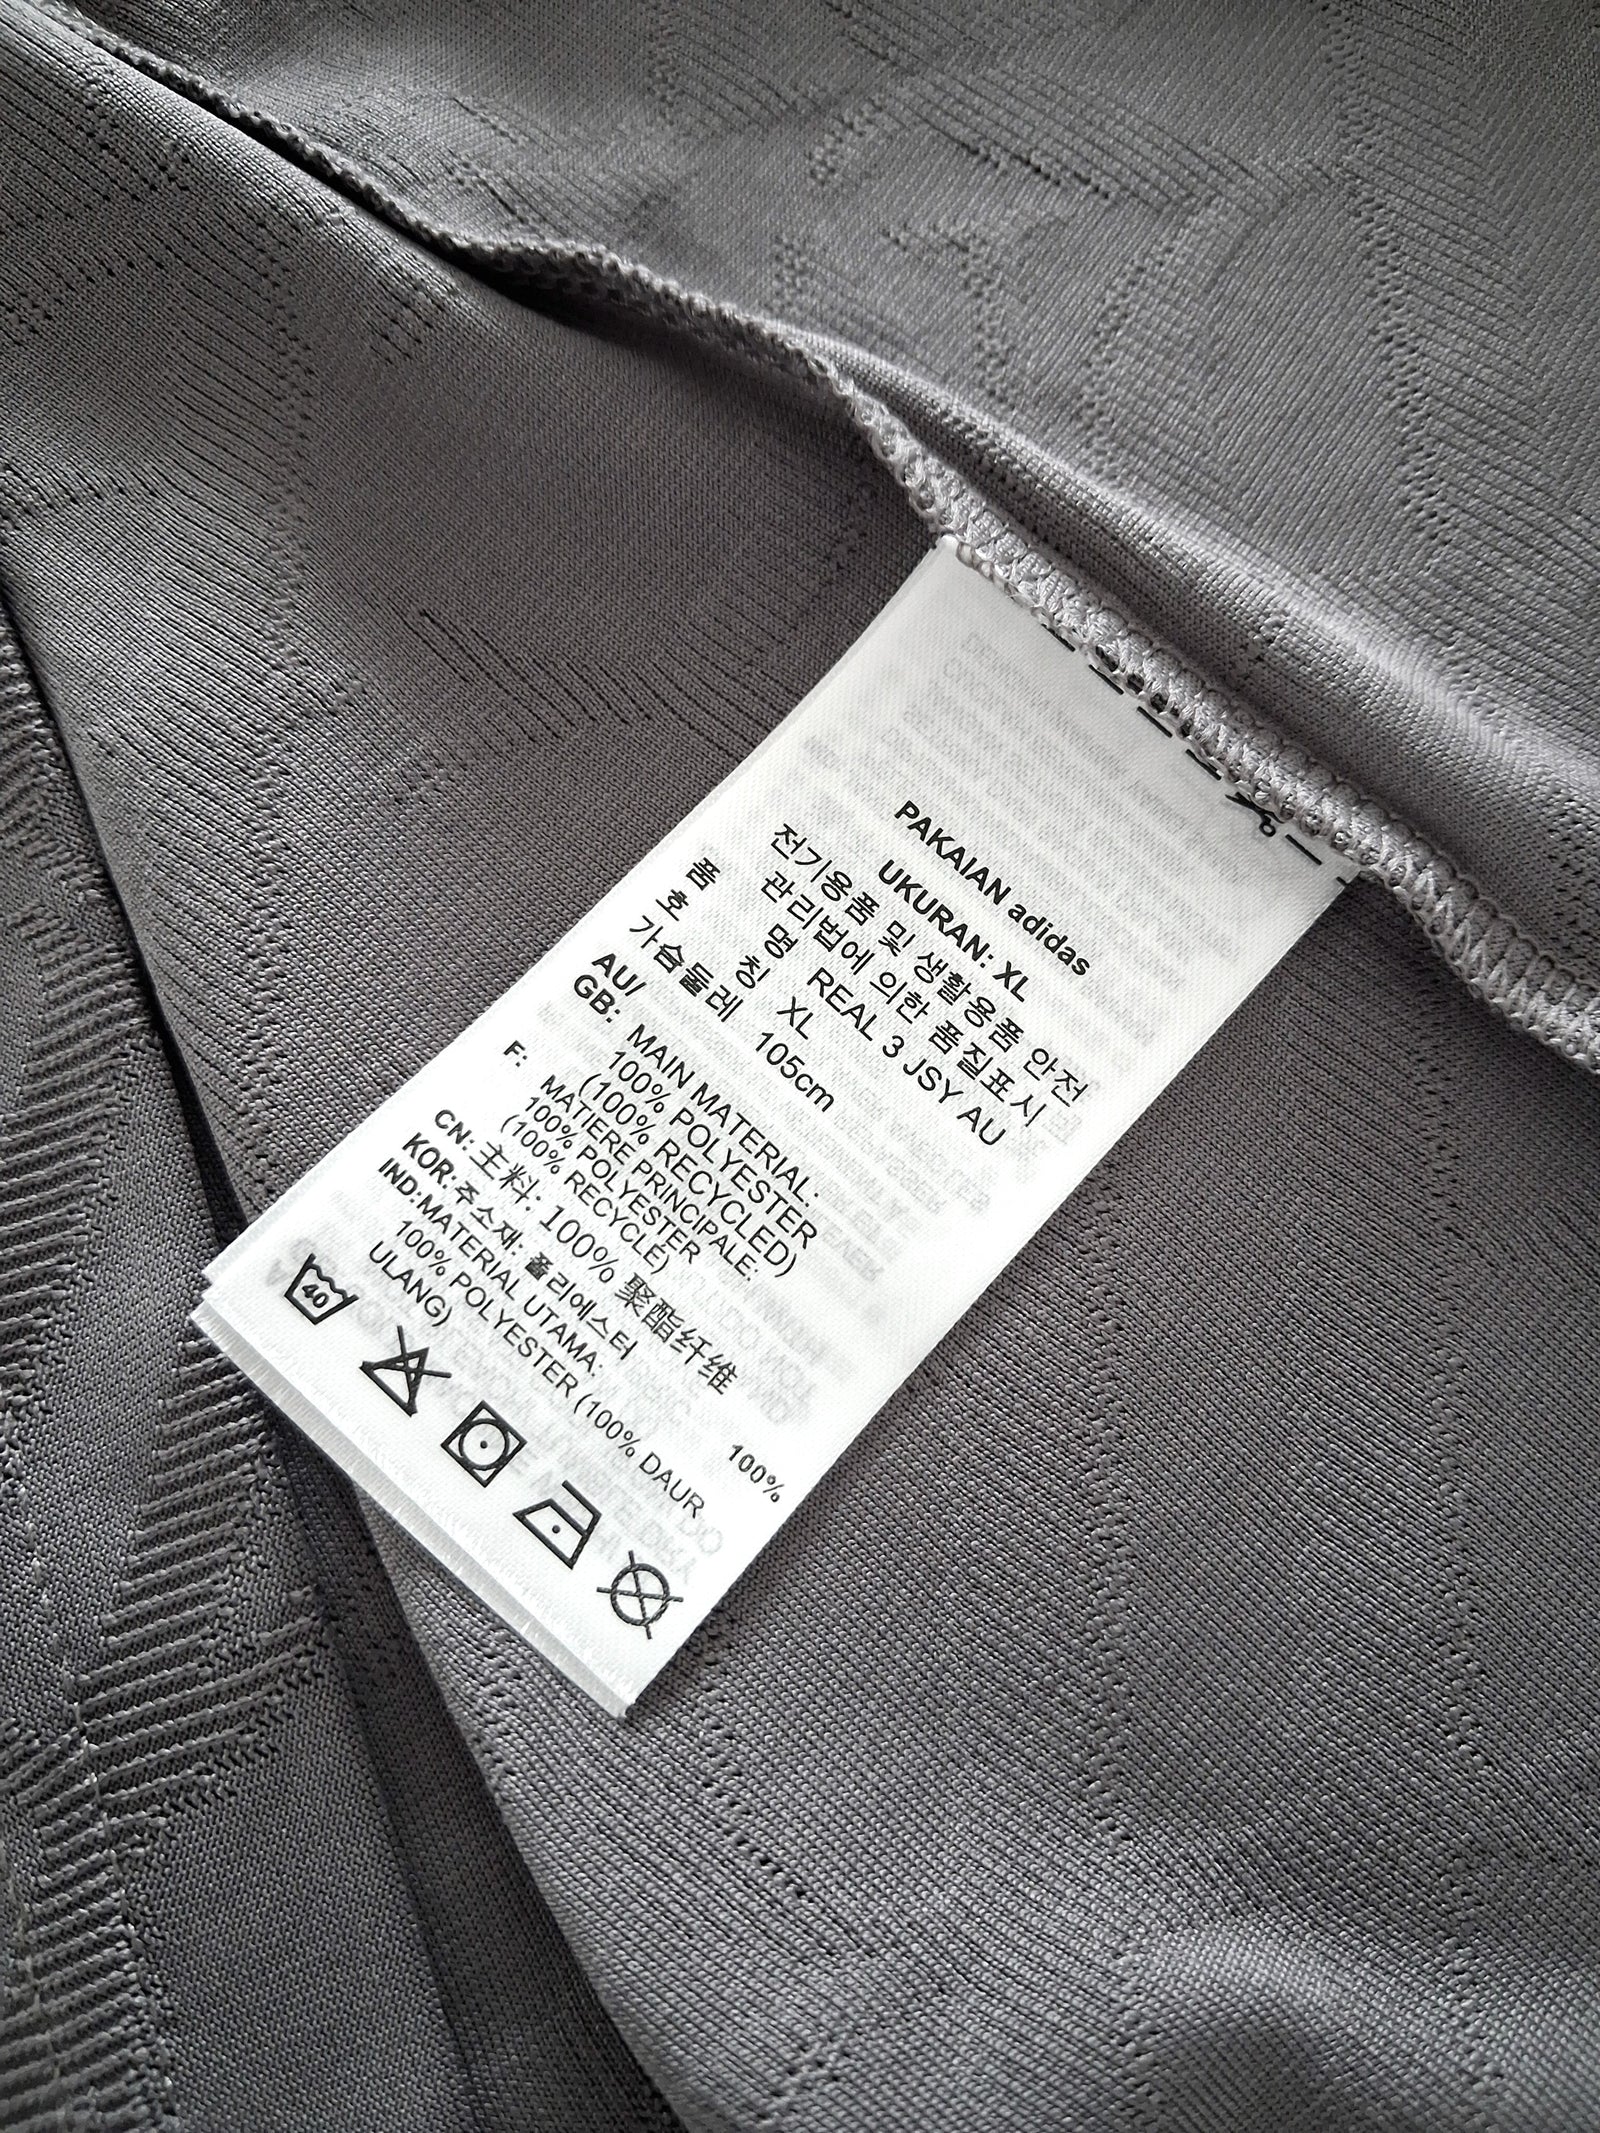 PAKAIAN adidas
UKURAN: XL
전기용품 및 생활용품 안전
관리법에 의한 품질표시
품 명 REAL 3 JSY AU
호 칭 XL
가슴둘레 105cm
AU/
GB: MAIN MATERIAL:
100% POLYESTER
(100% RECYCLED)
F: MATIERE PRINCIPALE:
100% POLYESTER
(100% RECYCLE)
CN: 主料: 100% 聚酯纤维
KOR: 주소재: 폴리에스터 100%
IND: MATERIAL UTAMA:
100% POLYESTER (100% DAUR
ULANG)
40